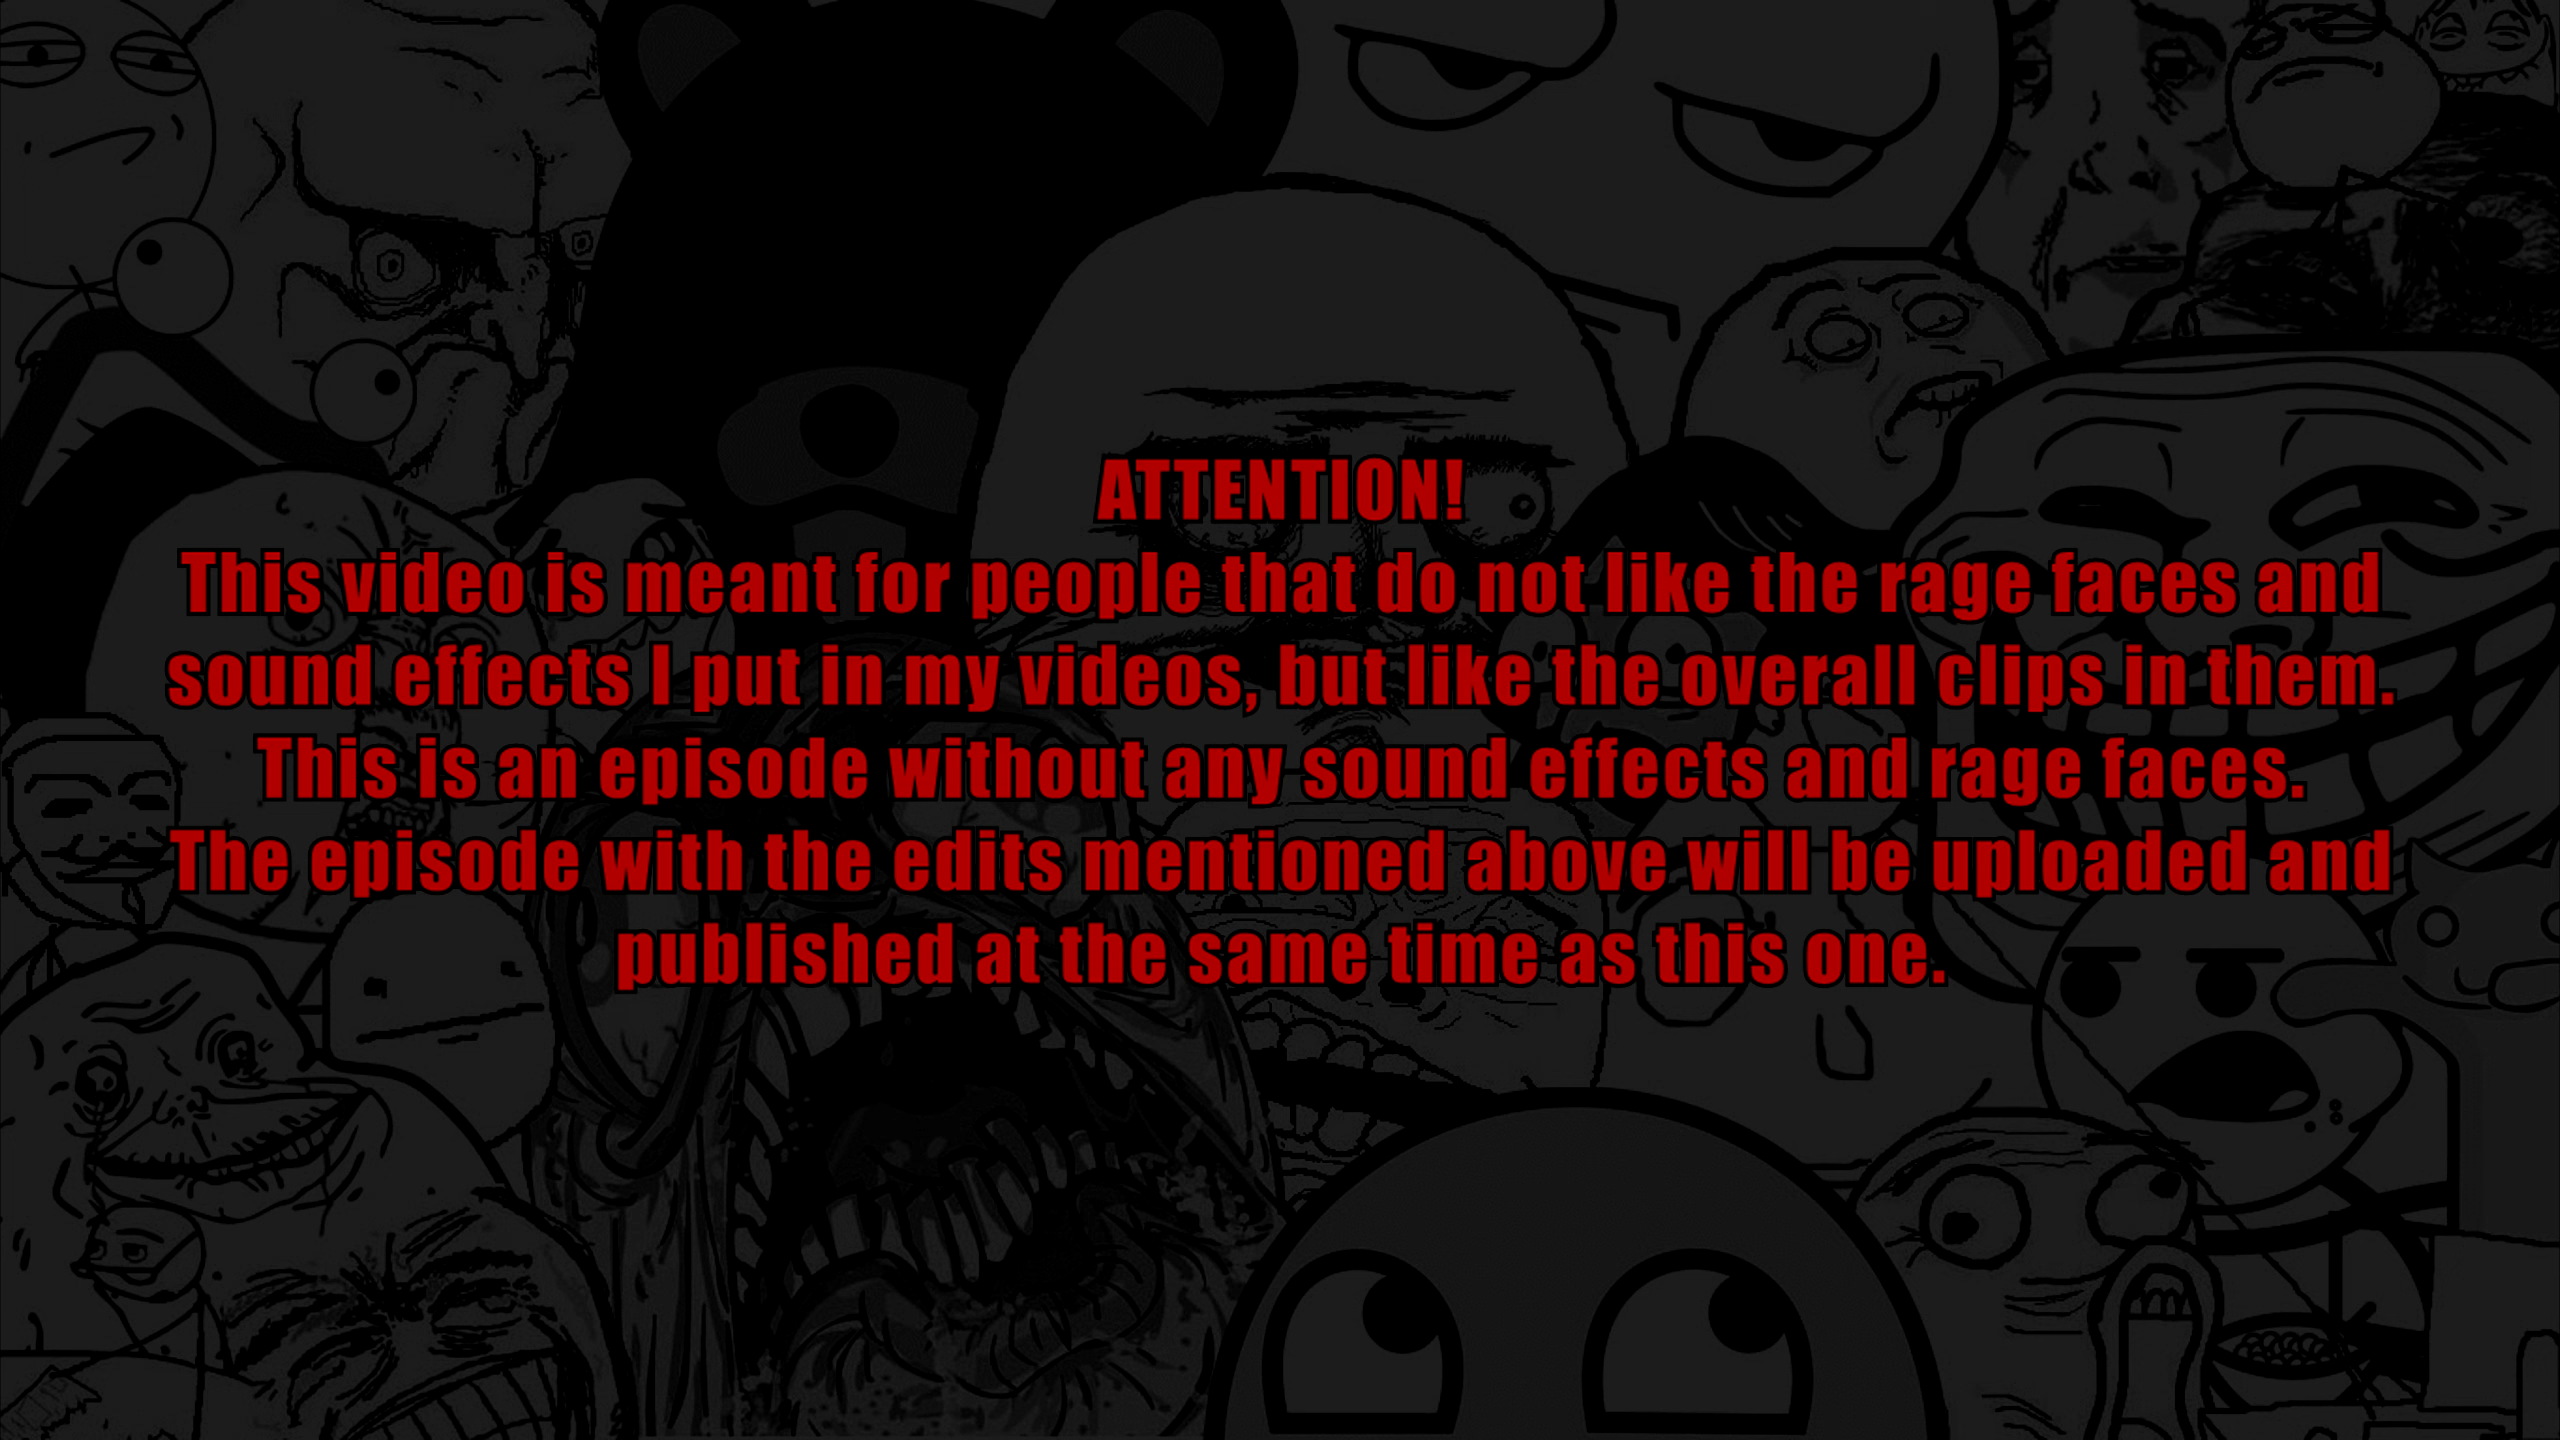 ATTENTION!
This video is meant for people that do not like the rage faces and
sound effects I put in my videos, but like the overall clips in them.
This is an episode without any sound effects and rage faces.
The episode with the edits mentioned above will be uploaded and
published at the same time as this one.